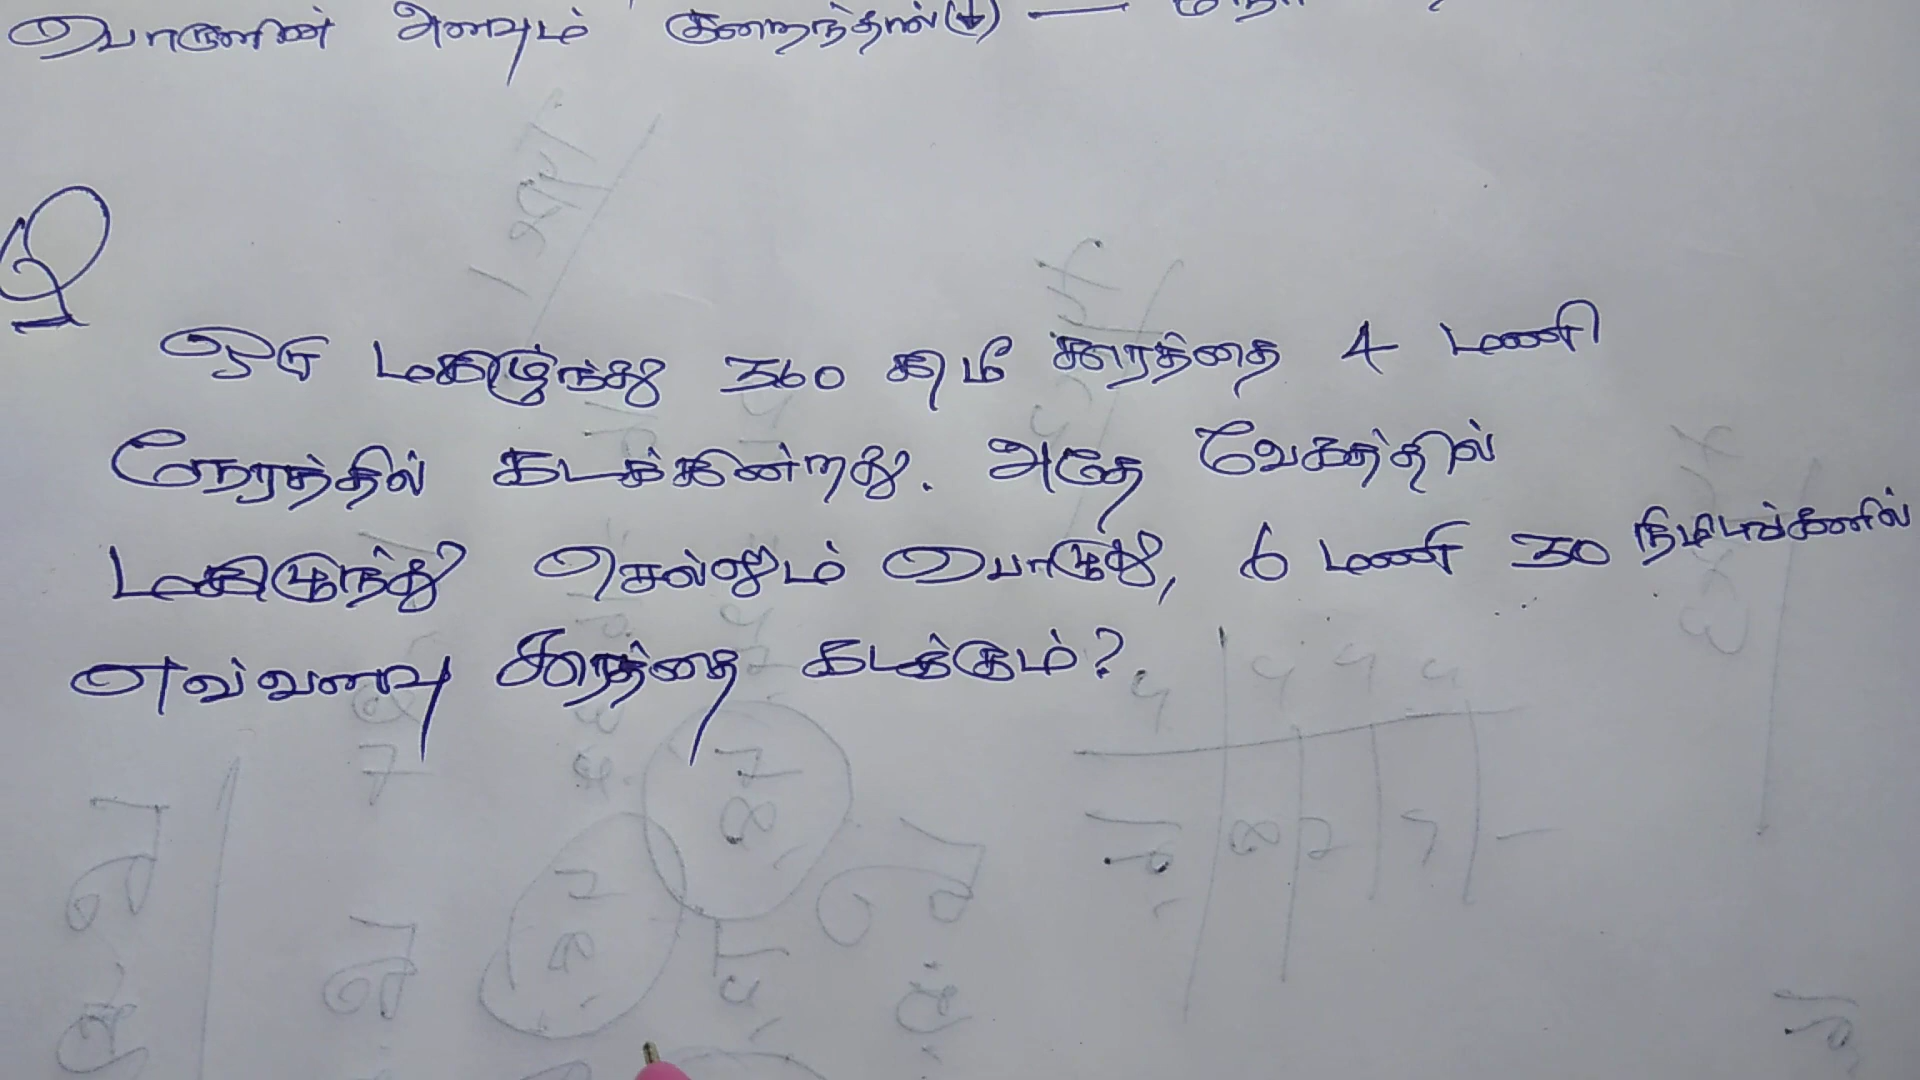 பொருளின் அளவும் குறைந்தால்(↓) —
ஒரு மகிழுந்து 360 கிமீ தூரத்தை 4 மணி
நேரத்தில் கடக்கின்றது. அதே வேகத்தில்
மகிழுந்து செல்லும் பொழுது, 6 மணி 30 நிமிடங்களில்
எவ்வளவு தூரத்தை கடக்கும்?